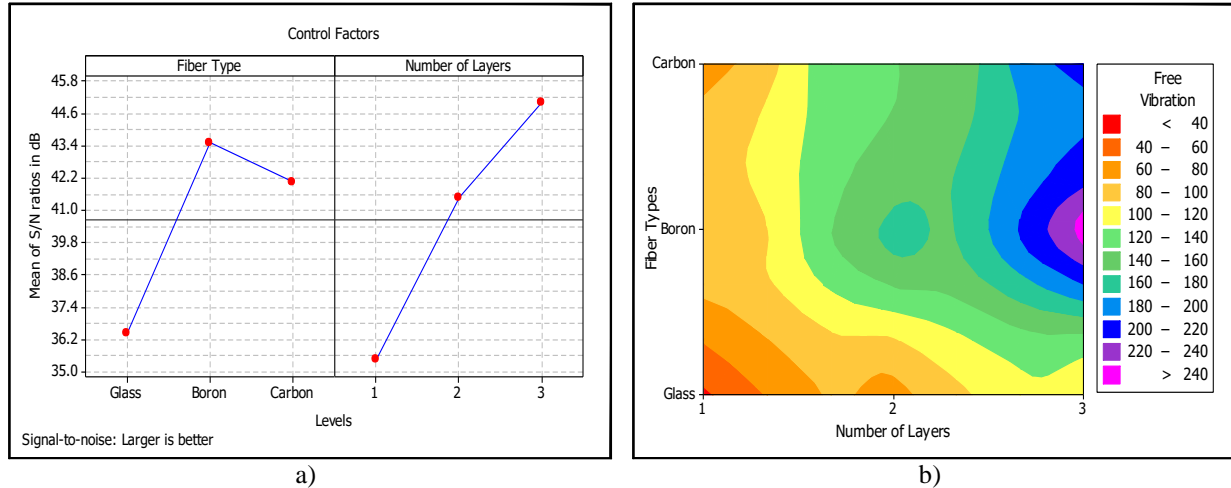 Control Factors
Fiber Type
Number of Layers
45.8
44.6
43.4
42.2
41.0
39.8
38.6
37.4
36.2
35.0
Mean of S/N ratios in dB
Glass Boron Carbon 1 2 3
Levels
Signal-to-noise: Larger is better
a)
Carbon
Boron
Glass
Fiber Types
1 2 3
Number of Layers
Free
Vibration
< 40
40 – 60
60 – 80
80 – 100
100 – 120
120 – 140
140 – 160
160 – 180
180 – 200
200 – 220
220 – 240
> 240
b)